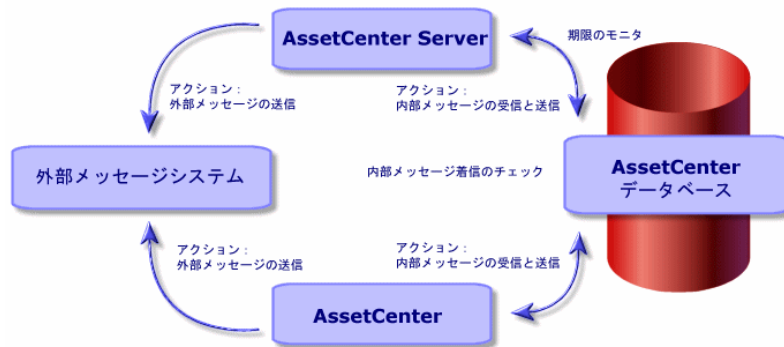 AssetCenter Server
期限のモニタ
アクション：
外部メッセージの送信
アクション：
内部メッセージの受信と送信
外部メッセージシステム
内部メッセージ着信のチェック
AssetCenter
データベース
アクション：
外部メッセージの送信
アクション：
内部メッセージの受信と送信
AssetCenter